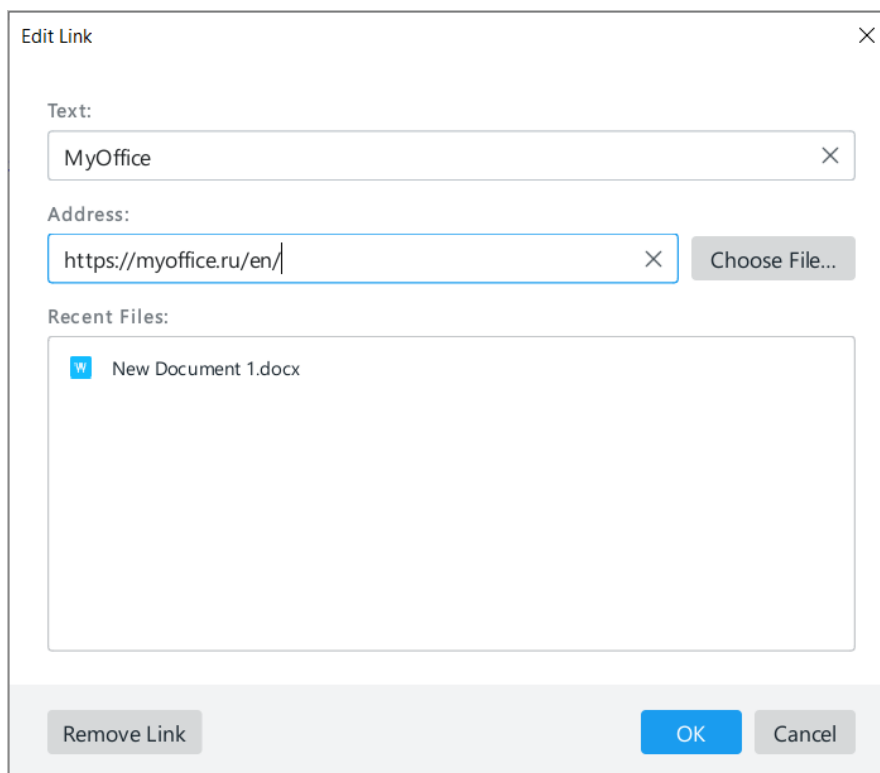 Edit Link
Text:
MyOffice
Address:
https://myoffice.ru/en/
Choose File...
Recent Files:
W New Document 1.docx
Remove Link OK Cancel